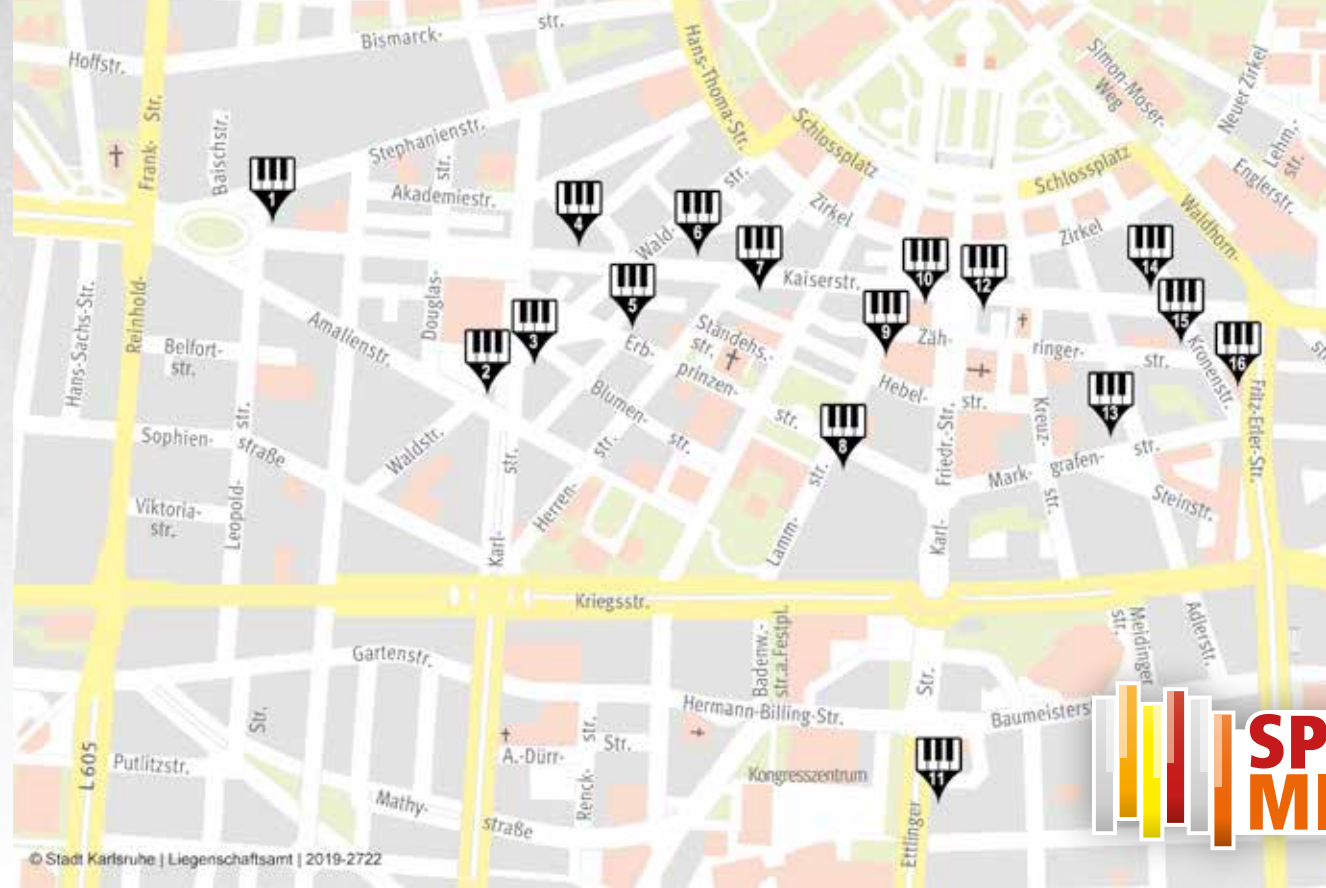 Bismarck-
str.
Hoffstr.
Hans-Thoma-Str.
Simon-Moser-
Weg
Neuer Zirkel
Lehm.-
str.
Englerstr.
Frank-
Str.
Baischstr.
Stephanienstr.
Schlossplatz
Schlossplatz
1
Akademiestr.
str.
4
6
Wald-
str.
Zirkel
Zirkel
Waldhorn-
7
Kaiserstr.
10
12
14
Hans-Sachs-Str.
Reinhold-
Douglas-
5
15
Amalienstr.
3
2
Erb-
prinzen-
str.
Ständehs.-
str.
9
Zäh-
ringer-
str.
Kronenstr.
16
Belfort-
str.
Blumen-
str.
Hebel-
str.
13
Kreuz-
str.
Fritz-Erler-Str.
8
Sophien-
straße
Leopold-
str.
Waldstr.
Karl-
str.
Herren-
str.
Lamm-
str.
Karl-
Friedr.-Str.
Mark-
grafen-
str.
Steinstr.
Viktoria-
str.
Kriegsstr.
Badenw.-
str.a.Festpl.
Meidinger
str.
Adlerstr.
Gartenstr.
Hermann-Billing-Str.
Str.
Baumeisters
Str.
L 605
Putlitzstr.
A.-Dürr-
Str.
Renck-
str.
Kongresszentrum
11
Ettlinger
Mathy-
straße
SP
© Stadt Karlsruhe | Liegenschaftsamt | 2019-2722